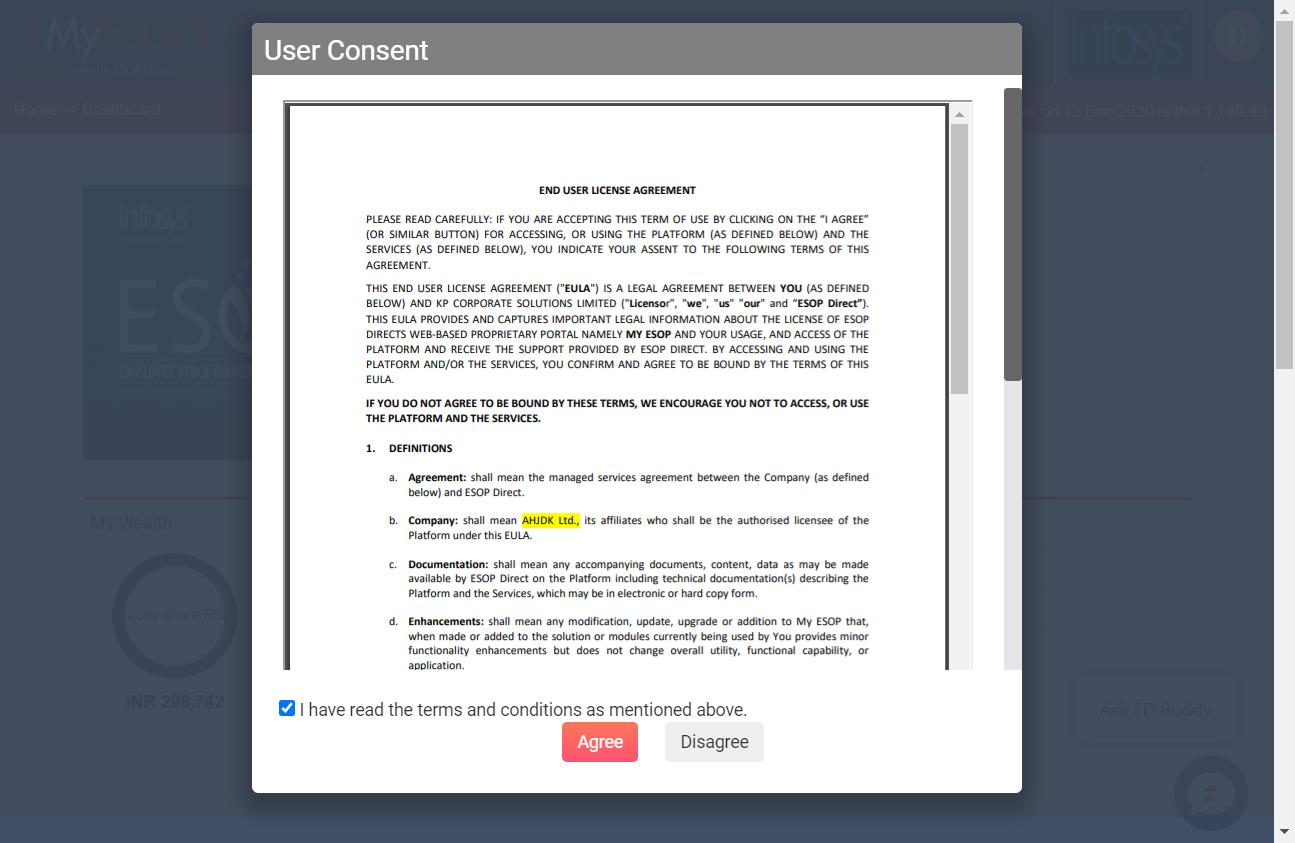 My
User Consent
Infosys
D
Home >> Dashboard
on 12 Dec 2020 is INR 1,140.90
Infosys
ESO
EMPLOYEE STOCK OWNE
END USER LICENSE AGREEMENT
PLEASE READ CAREFULLY: IF YOU ARE ACCEPTING THIS TERM OF USE BY CLICKING ON THE “I AGREE”
(OR SIMILAR BUTTON) FOR ACCESSING, OR USING THE PLATFORM (AS DEFINED BELOW) AND THE
SERVICES (AS DEFINED BELOW), YOU INDICATE YOUR ASSENT TO THE FOLLOWING TERMS OF THIS
AGREEMENT.
THIS END USER LICENSE AGREEMENT ("EULA") IS A LEGAL AGREEMENT BETWEEN YOU (AS DEFINED
BELOW) AND KP CORPORATE SOLUTIONS LIMITED ("Licensor", "we", "us" "our" and “ESOP Direct”).
THIS EULA PROVIDES AND CAPTURES IMPORTANT LEGAL INFORMATION ABOUT THE LICENSE OF ESOP
DIRECTS WEB-BASED PROPRIETARY PORTAL NAMELY MY ESOP AND YOUR USAGE, AND ACCESS OF THE
PLATFORM AND RECEIVE THE SUPPORT PROVIDED BY ESOP DIRECT. BY ACCESSING AND USING THE
PLATFORM AND/OR THE SERVICES, YOU CONFIRM AND AGREE TO BE BOUND BY THE TERMS OF THIS
EULA.
IF YOU DO NOT AGREE TO BE BOUND BY THESE TERMS, WE ENCOURAGE YOU NOT TO ACCESS, OR USE
THE PLATFORM AND THE SERVICES.
1. DEFINITIONS
a. Agreement: shall mean the managed services agreement between the Company (as defined
below) and ESOP Direct.
b. Company: shall mean AHJDK Ltd., its affiliates who shall be the authorised licensee of the
Platform under this EULA.
c. Documentation: shall mean any accompanying documents, content, data as may be made
available by ESOP Direct on the Platform including technical documentation(s) describing the
Platform and the Services, which may be in electronic or hard copy form.
d. Enhancements: shall mean any modification, update, upgrade or addition to My ESOP that,
when made or added to the solution or modules currently being used by You provides minor
functionality enhancements but does not change overall utility, functional capability, or
application.
My Wealth
quity share RS
INR 298,742
Ask ED Buddy
I have read the terms and conditions as mentioned above.
Agree Disagree